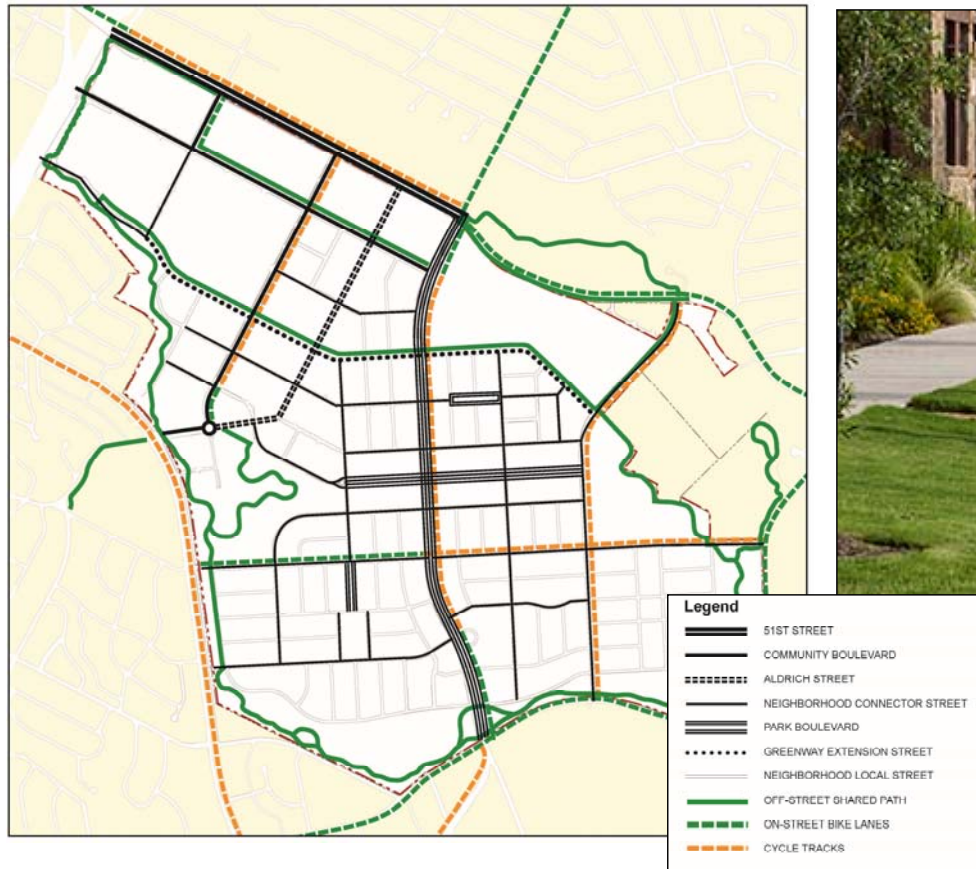 Legend
51ST STREET
COMMUNITY BOULEVARD
ALDRICH STREET
NEIGHBORHOOD CONNECTOR STREET
PARK BOULEVARD
GREENWAY EXTENSION STREET
NEIGHBORHOOD LOCAL STREET
OFF-STREET SHARED PATH
ON-STREET BIKE LANES
CYCLE TRACKS